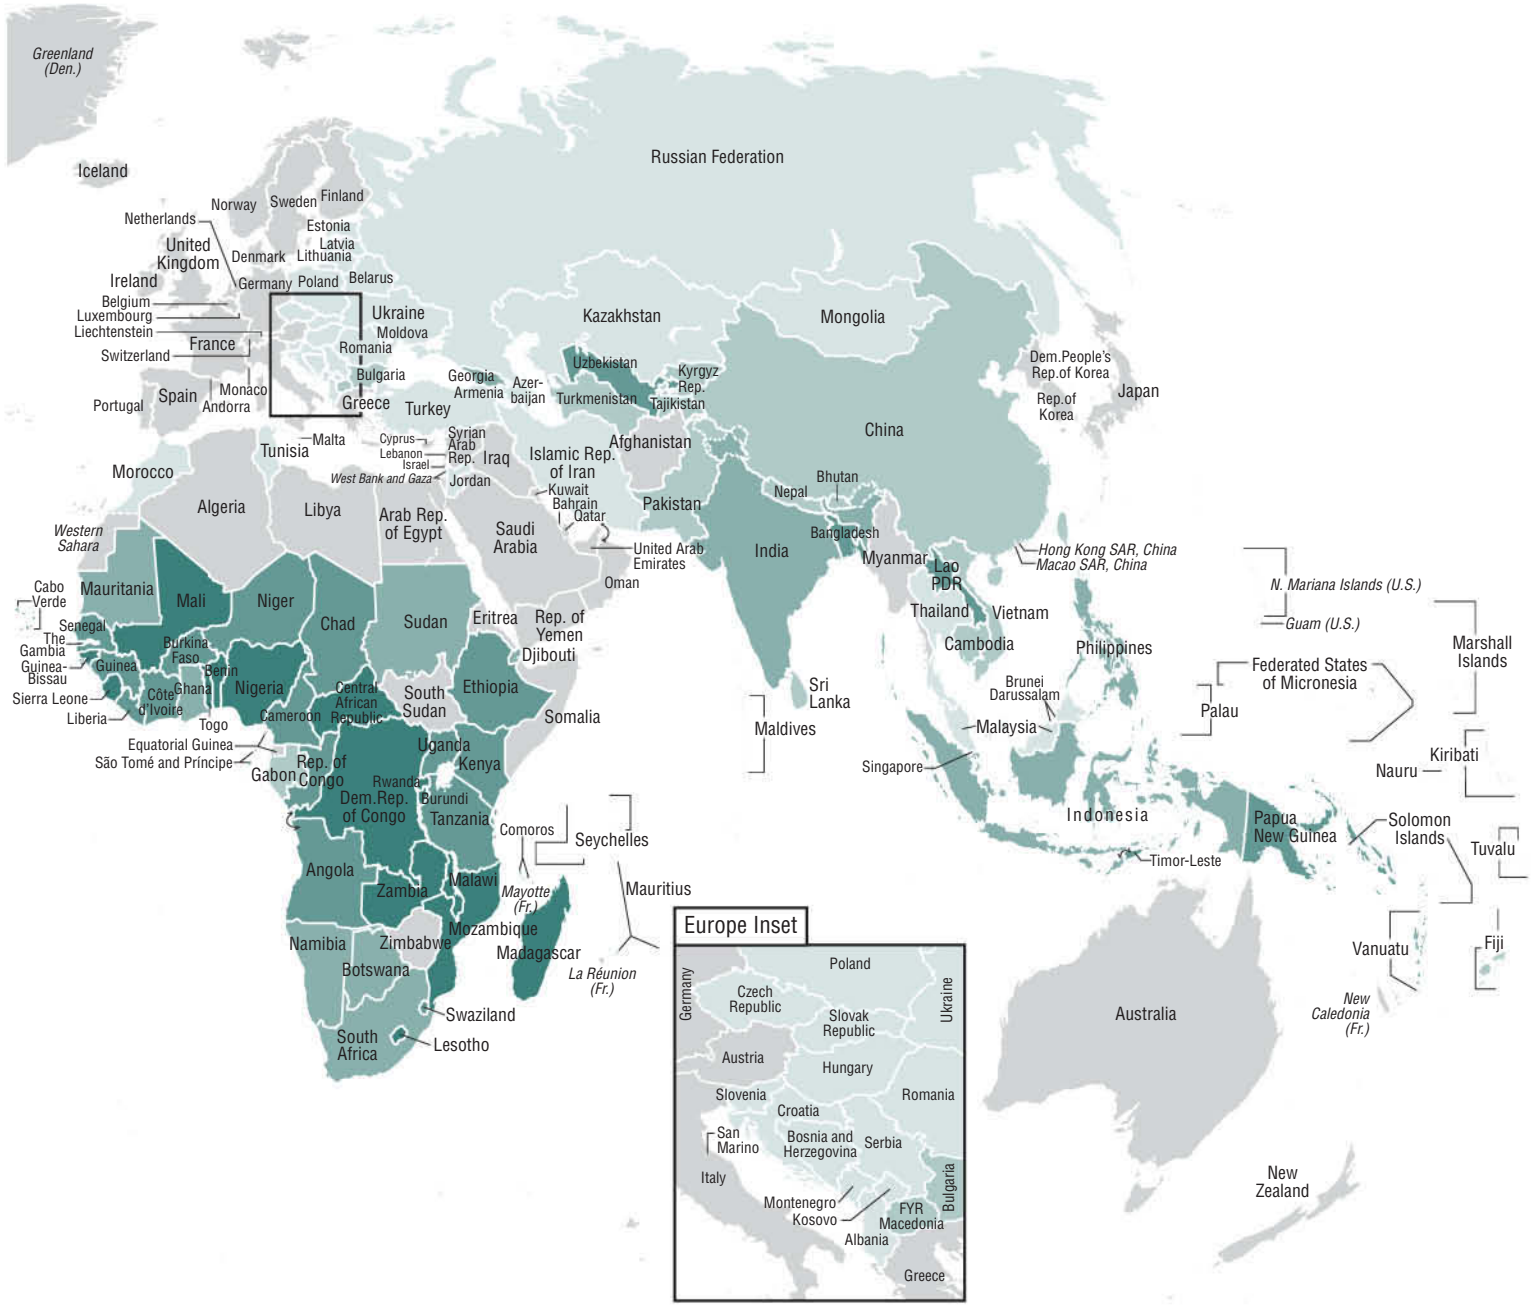 Greenland
(Den.)
Iceland
Norway
Sweden
Finland
Russian Federation
Netherlands
Estonia
Latvia
Lithuania
United
Kingdom
Denmark
Ireland
Germany
Poland
Belarus
Belgium
Luxembourg
Liechtenstein
Switzerland
France
Ukraine
Moldova
Romania
Kazakhstan
Mongolia
Bulgaria
Georgia
Armenia
Azer-
baijan
Uzbekistan
Turkmenistan
Kyrgyz
Rep.
Tajikistan
Dem.People's
Rep.of Korea
Rep.of
Korea
Japan
Portugal
Spain
Andorra
Monaco
Greece
Turkey
China
Morocco
Tunisia
Malta
Cyprus
Lebanon
Israel
West Bank and Gaza
Syrian
Arab
Rep.
Jordan
Iraq
Islamic Rep.
of Iran
Afghanistan
Kuwait
Bahrain
Qatar
Pakistan
Nepal
Bhutan
Bangladesh
India
Myanmar
Algeria
Libya
Arab Rep.
of Egypt
Saudi
Arabia
United Arab
Emirates
Oman
Western
Sahara
Cabo
Verde
Mauritania
Mali
Niger
Chad
Sudan
Eritrea
Rep. of
Yemen
Djibouti
Lao
PDR
Hong Kong SAR, China
Macao SAR, China
Thailand
Vietnam
Cambodia
Philippines
N. Mariana Islands (U.S.)
Guam (U.S.)
Marshall
Islands
Federated States
of Micronesia
Palau
Senegal
The
Gambia
Guinea-
Bissau
Guinea
Sierra Leone
Liberia
Burkina
Faso
Côte
d'Ivoire
Ghana
Benin
Togo
Nigeria
Cameroon
Central
African
Republic
South
Sudan
Ethiopia
Somalia
Equatorial Guinea
São Tomé and Príncipe
Gabon
Rep. of
Congo
Uganda
Kenya
Rwanda
Burundi
Dem.Rep.
of Congo
Tanzania
Sri
Lanka
Maldives
Brunei
Darussalam
Malaysia
Singapore
Indonesia
Nauru
Kiribati
Papua
New Guinea
Solomon
Islands
Tuvalu
Timor-Leste
Comoros
Seychelles
Mayotte
(Fr.)
Mauritius
Angola
Zambia
Malawi
Mozambique
Madagascar
La Réunion
(Fr.)
Namibia
Zimbabwe
Botswana
Swaziland
South
Africa
Lesotho
Vanuatu
Fiji
New
Caledonia
(Fr.)
Australia
New
Zealand
Europe Inset
Germany
Poland
Czech
Republic
Ukraine
Slovak
Republic
Austria
Hungary
Slovenia
Romania
Croatia
San
Marino
Bosnia and
Herzegovina
Serbia
Italy
Bulgaria
Montenegro
Kosovo
FYR
Macedonia
Albania
Greece